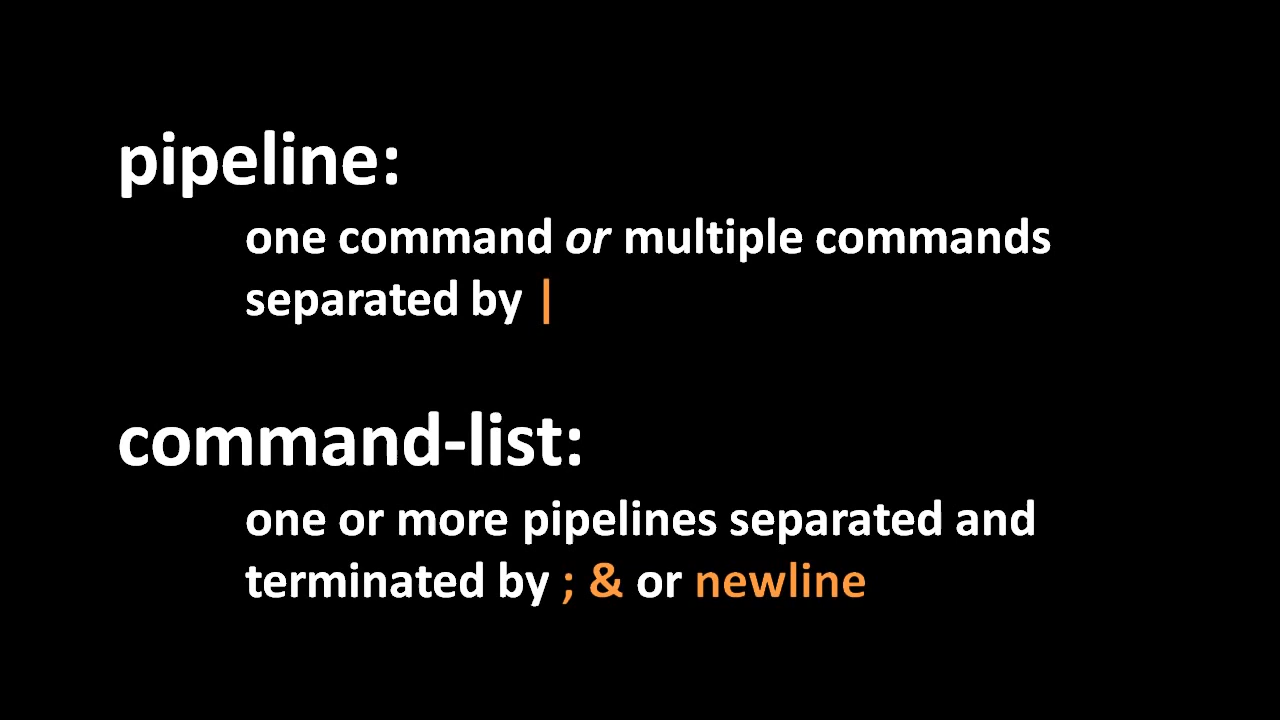 pipeline:
one command or multiple commands
separated by |
command-list:
one or more pipelines separated and
terminated by ; & or newline